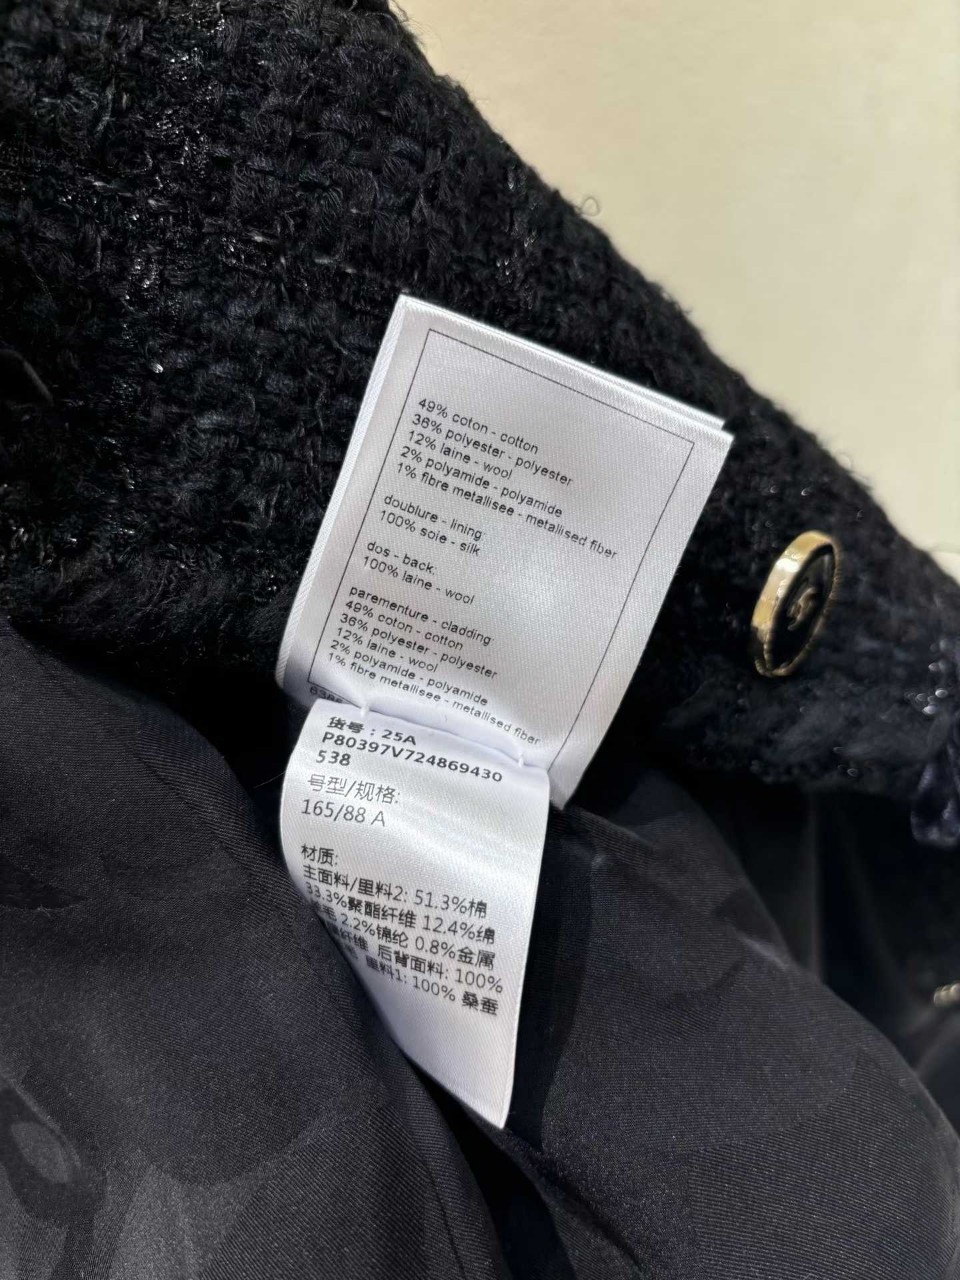 49% coton - cotton
36% polyester - polyester
12% laine - wool
2% polyamide - polyamide
1% fibre metallisee - metallised fiber
doublure - lining:
100% soie - silk
dos - back:
100% laine - wool
parementure - cladding:
49% coton - cotton
36% polyester - polyester
12% laine - wool
2% polyamide - polyamide
1% fibre metallisee - metallised fiber
货号：25A
P80397V724869430
538
号型/规格:
165/88 A
材质:
主面料/里料2: 51.3%棉
33.3%聚酯纤维 12.4%绵
毛 2.2%锦纶 0.8%金属
纤维 后背面料: 100%
里料1: 100% 桑蚕